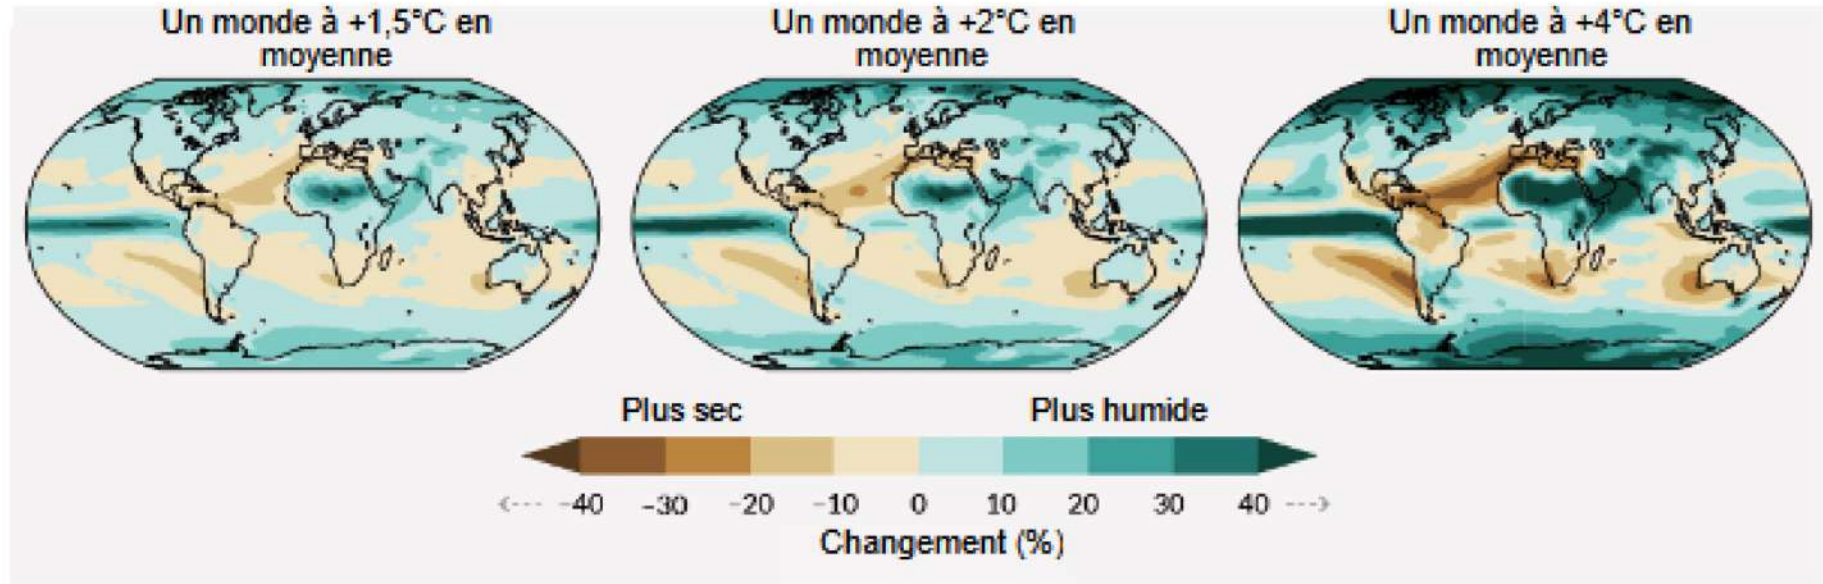 Un monde à +1,5°C en
moyenne
Un monde à +2°C en
moyenne
Un monde à +4°C en
moyenne
Plus sec
Plus humide
−40 −30 −20 −10 0 10 20 30 40
Changement (%)